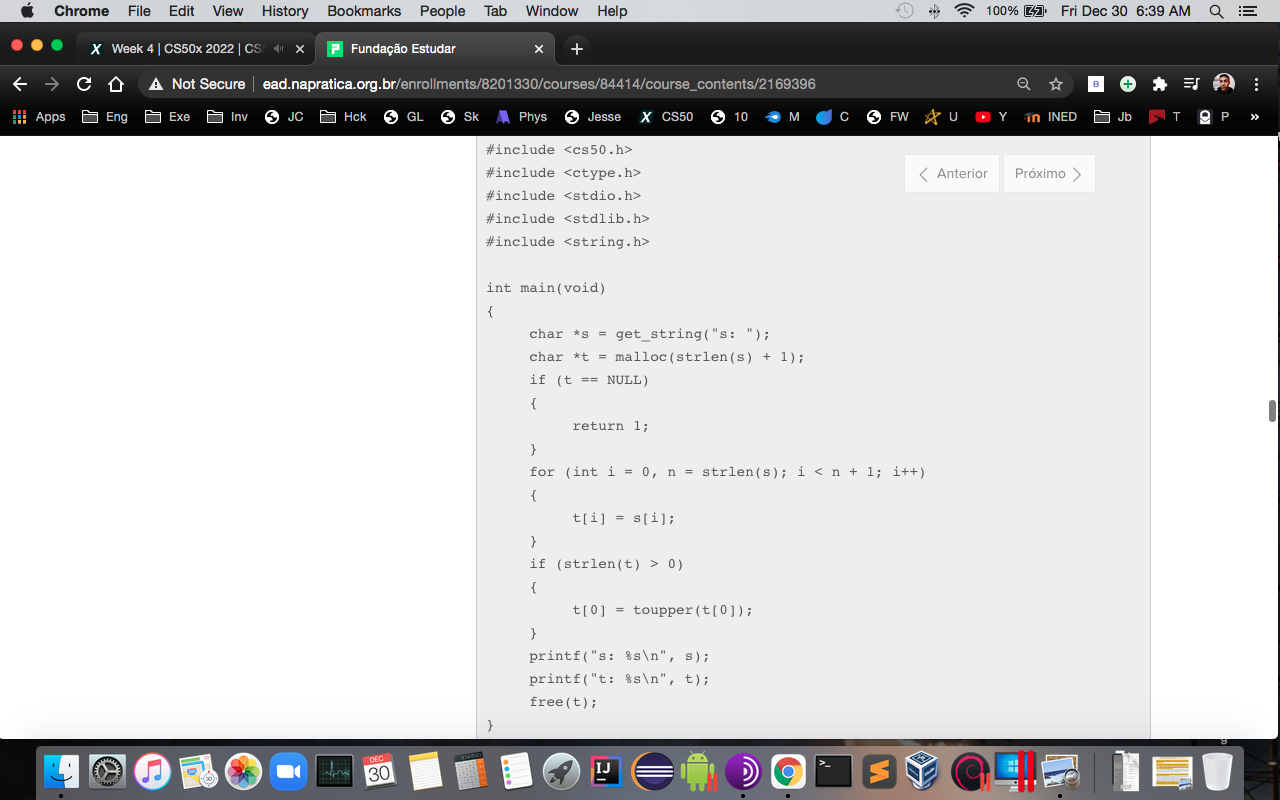 Chrome File Edit View History Bookmarks People Tab Window Help 100% Fri Dec 30 6:39 AM
Week 4 | CS50x 2022 | CS Fundação Estudar
Not Secure ead.napratica.org.br/enrollments/8201330/courses/84414/course_contents/2169396
Apps Eng Exe Inv JC Hck GL Sk Phys Jesse CS50 10 M C FW U Y INED Jb T P »
#include <cs50.h>
Anterior Próximo
#include <ctype.h>
#include <stdio.h>
#include <stdlib.h>
#include <string.h>
int main(void)
{
char *s = get_string("s: ");
char *t = malloc(strlen(s) + 1);
if (t == NULL)
{
return 1;
}
for (int i = 0, n = strlen(s); i < n + 1; i++)
{
t[i] = s[i];
}
if (strlen(t) > 0)
{
t[0] = toupper(t[0]);
}
printf("s: %s\n", s);
printf("t: %s\n", t);
free(t);
}
DEC
30